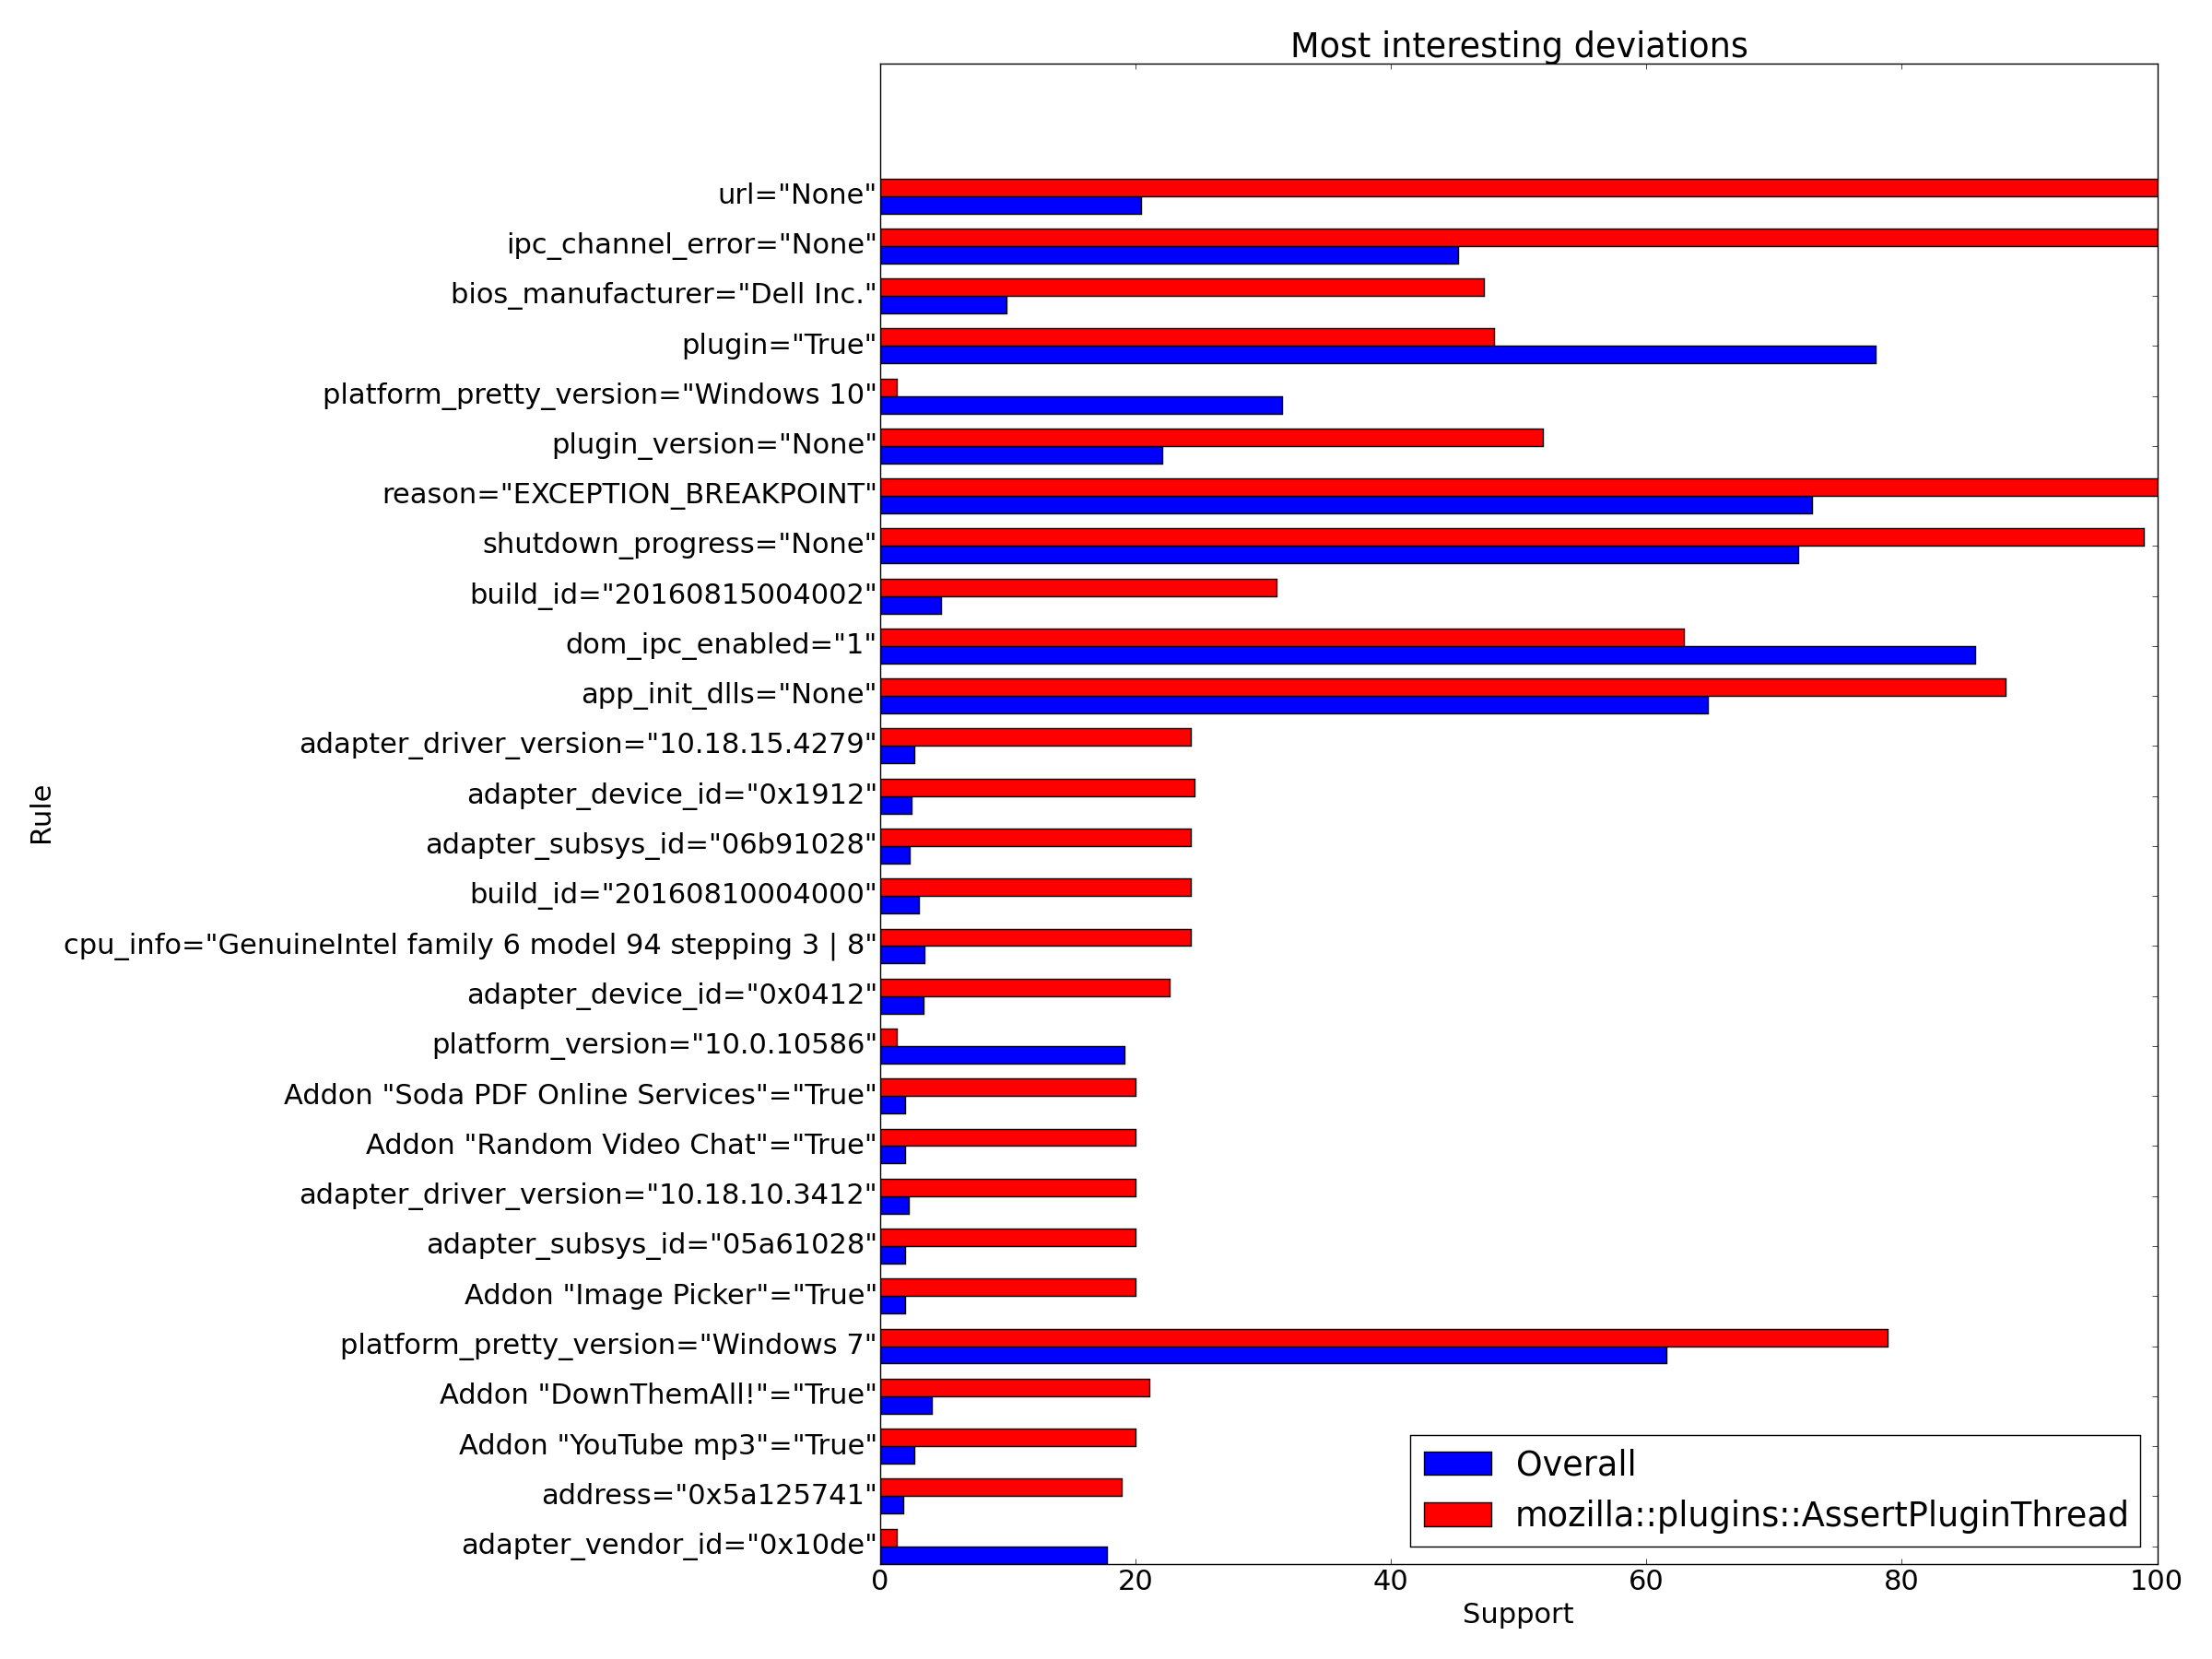 Most interesting deviations
url="None"
ipc_channel_error="None"
bios_manufacturer="Dell Inc."
plugin="True"
platform_pretty_version="Windows 10"
plugin_version="None"
reason="EXCEPTION_BREAKPOINT"
shutdown_progress="None"
build_id="20160815004002"
dom_ipc_enabled="1"
app_init_dlls="None"
adapter_driver_version="10.18.15.4279"
adapter_device_id="0x1912"
adapter_subsys_id="06b91028"
build_id="20160810004000"
cpu_info="GenuineIntel family 6 model 94 stepping 3 | 8"
adapter_device_id="0x0412"
platform_version="10.0.10586"
Addon "Soda PDF Online Services"="True"
Addon "Random Video Chat"="True"
adapter_driver_version="10.18.10.3412"
adapter_subsys_id="05a61028"
Addon "Image Picker"="True"
platform_pretty_version="Windows 7"
Addon "DownThemAll!"="True"
Addon "YouTube mp3"="True"
address="0x5a125741"
adapter_vendor_id="0x10de"
Rule
0 20 40 60 80 100
Support
Overall
mozilla::plugins::AssertPluginThread